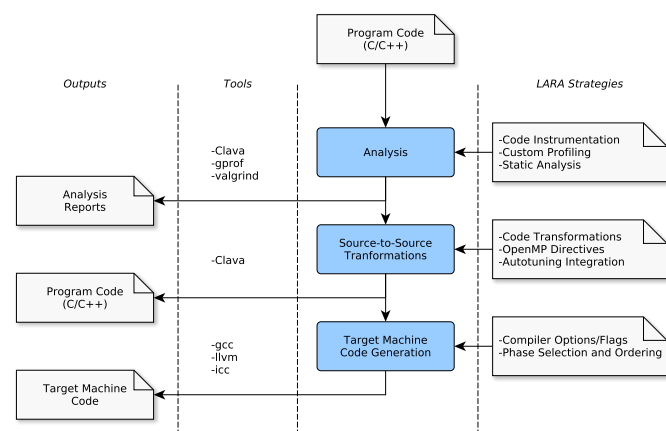 Program Code
(C/C++)
Outputs
Tools
LARA Strategies
-Clava
-gprof
-valgrind
Analysis
-Code Instrumentation
-Custom Profiling
-Static Analysis
Analysis
Reports
-Clava
Source-to-Source
Tranformations
-Code Transformations
-OpenMP Directives
-Autotuning Integration
Program Code
(C/C++)
-gcc
-llvm
-icc
Target Machine
Code Generation
-Compiler Options/Flags
-Phase Selection and Ordering
Target Machine
Code